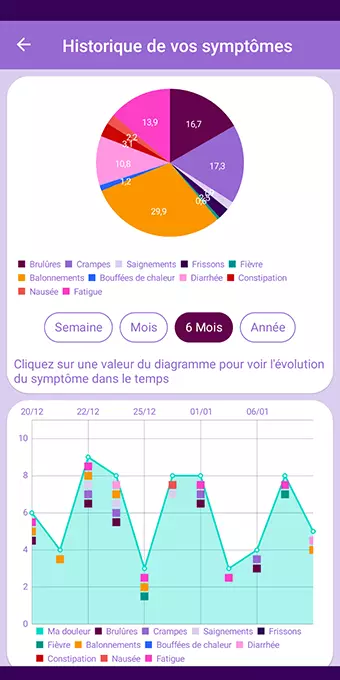 Historique de vos symptômes
16,7
17,3
29,9
1,2
10,8
3,1
2,2
13,9
Brulûres Crampes Saignements Frissons Fièvre
Balonnements Bouffées de chaleur Diarrhée Constipation
Nausée Fatigue
Semaine Mois 6 Mois Année
Cliquez sur une valeur du diagramme pour voir l'évolution
du symptôme dans le temps
20/12 22/12 25/12 01/01 06/01
10
8
6
4
2
0
Ma douleur Brulûres Crampes Saignements Frissons
Fièvre Balonnements Bouffées de chaleur Diarrhée
Constipation Nausée Fatigue